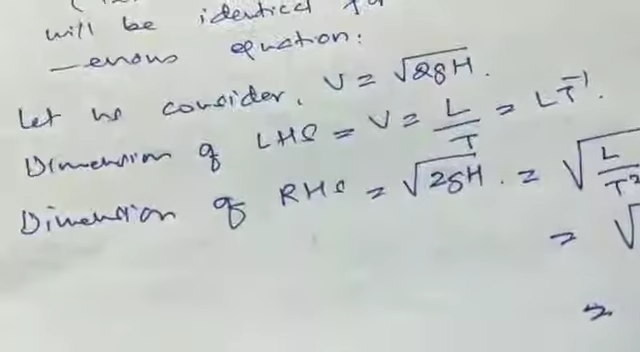 will be identical
—enous equation:
Let us consider, V = √2gH.
Dimension of LHS = V = L/T = LT⁻¹.
Dimension of RHS = √2gH. = √L/T²
= √
=